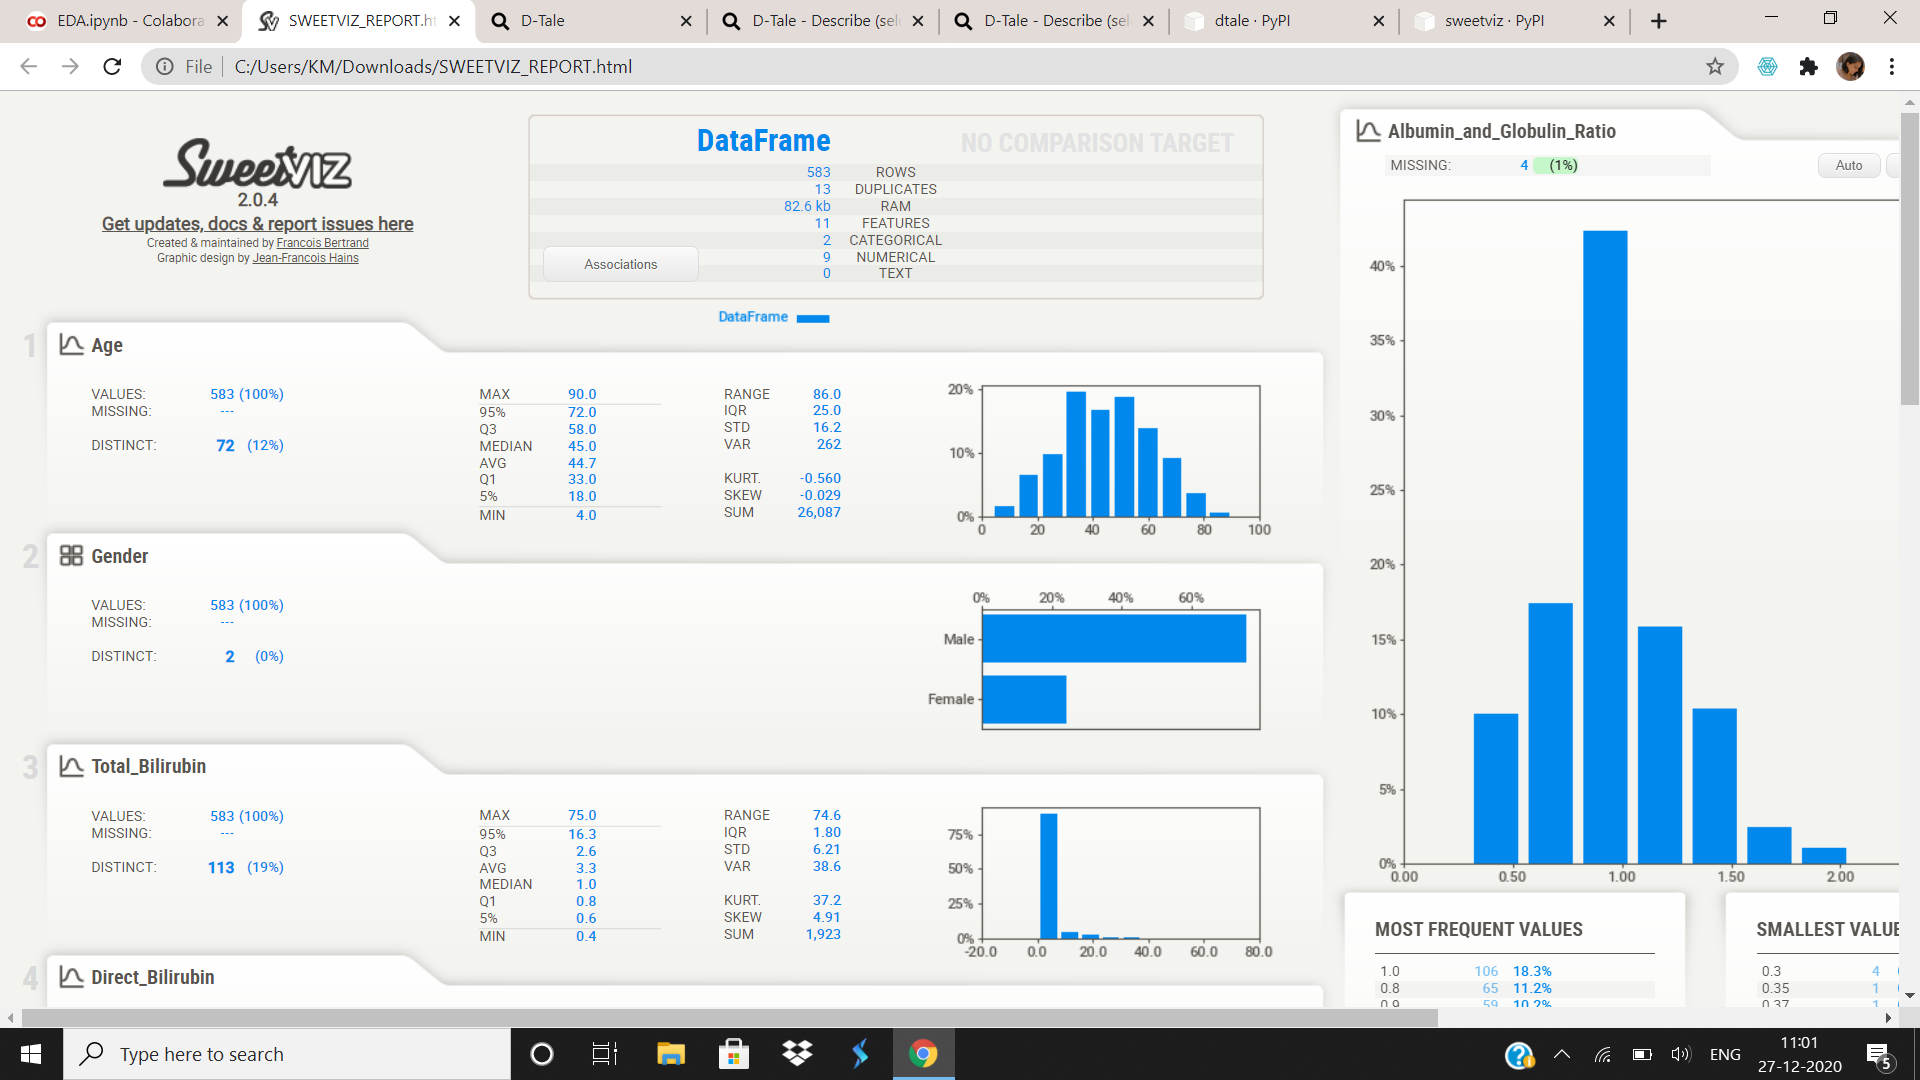 EDA.ipynb - Colabora
SWEETVIZ_REPORT.ht
D-Tale
D-Tale - Describe (sel
D-Tale - Describe (sel
dtale · PyPI
sweetviz · PyPI
File
C:/Users/KM/Downloads/SWEETVIZ_REPORT.html
SweetVIZ
2.0.4
Get updates, docs & report issues here
Created & maintained by Francois Bertrand
Graphic design by Jean-Francois Hains
DataFrame NO COMPARISON TARGET
583 ROWS
13 DUPLICATES
82.6 kb RAM
11 FEATURES
2 CATEGORICAL
9 NUMERICAL
0 TEXT
Associations
DataFrame
1 Age
VALUES: 583 (100%)
MISSING: ---
DISTINCT: 72 (12%)
MAX 90.0
95% 72.0
Q3 58.0
MEDIAN 45.0
AVG 44.7
Q1 33.0
5% 18.0
MIN 4.0
RANGE 86.0
IQR 25.0
STD 16.2
VAR 262
KURT. -0.560
SKEW -0.029
SUM 26,087
20%
10%
0%
0 20 40 60 80 100
2 Gender
VALUES: 583 (100%)
MISSING: ---
DISTINCT: 2 (0%)
0% 20% 40% 60%
Male
Female
3 Total_Bilirubin
VALUES: 583 (100%)
MISSING: ---
DISTINCT: 113 (19%)
MAX 75.0
95% 16.3
Q3 2.6
AVG 3.3
MEDIAN 1.0
Q1 0.8
5% 0.6
MIN 0.4
RANGE 74.6
IQR 1.80
STD 6.21
VAR 38.6
KURT. 37.2
SKEW 4.91
SUM 1,923
75%
50%
25%
0%
-20.0 0.0 20.0 40.0 60.0 80.0
4 Direct_Bilirubin
Albumin_and_Globulin_Ratio
MISSING: 4 (1%)
Auto
40%
35%
30%
25%
20%
15%
10%
5%
0%
0.00 0.50 1.00 1.50 2.00
MOST FREQUENT VALUES
1.0 106 18.3%
0.8 65 11.2%
0.9 59 10.2%
SMALLEST VALUE
0.3 4
0.35 1
0.37 1
Type here to search
ENG
11:01
27-12-2020
5